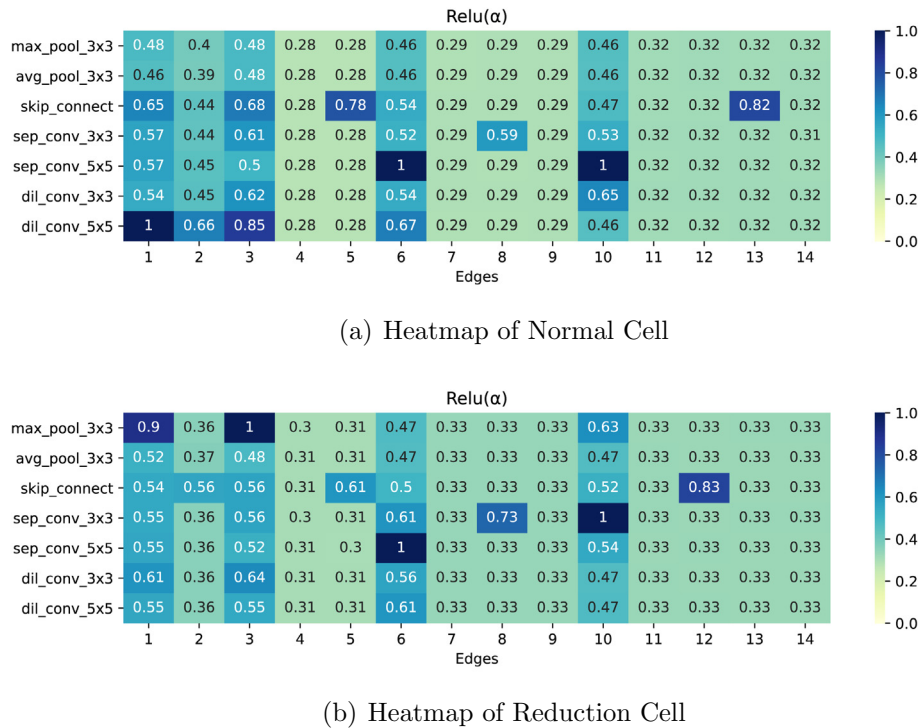 Relu(α)
max_pool_3x3 0.48 0.4 0.48 0.28 0.28 0.46 0.29 0.29 0.29 0.46 0.32 0.32 0.32 0.32
avg_pool_3x3 0.46 0.39 0.48 0.28 0.28 0.46 0.29 0.29 0.29 0.46 0.32 0.32 0.32 0.32
skip_connect 0.65 0.44 0.68 0.28 0.78 0.54 0.29 0.29 0.29 0.47 0.32 0.32 0.82 0.32
sep_conv_3x3 0.57 0.44 0.61 0.28 0.28 0.52 0.29 0.59 0.29 0.53 0.32 0.32 0.32 0.31
sep_conv_5x5 0.57 0.45 0.5 0.28 0.28 1 0.29 0.29 0.29 1 0.32 0.32 0.32 0.32
dil_conv_3x3 0.54 0.45 0.62 0.28 0.28 0.54 0.29 0.29 0.29 0.65 0.32 0.32 0.32 0.32
dil_conv_5x5 1 0.66 0.85 0.28 0.28 0.67 0.29 0.29 0.29 0.46 0.32 0.32 0.32 0.32
1 2 3 4 5 6 7 8 9 10 11 12 13 14
Edges
1.0
0.8
0.6
0.4
0.2
0.0
(a) Heatmap of Normal Cell
Relu(α)
max_pool_3x3 0.9 0.36 1 0.3 0.31 0.47 0.33 0.33 0.33 0.63 0.33 0.33 0.33 0.33
avg_pool_3x3 0.52 0.37 0.48 0.31 0.31 0.47 0.33 0.33 0.33 0.47 0.33 0.33 0.33 0.33
skip_connect 0.54 0.56 0.56 0.31 0.61 0.5 0.33 0.33 0.33 0.52 0.33 0.83 0.33 0.33
sep_conv_3x3 0.55 0.36 0.56 0.3 0.31 0.61 0.33 0.73 0.33 1 0.33 0.33 0.33 0.33
sep_conv_5x5 0.55 0.36 0.52 0.31 0.3 1 0.33 0.33 0.33 0.54 0.33 0.33 0.33 0.33
dil_conv_3x3 0.61 0.36 0.64 0.31 0.31 0.56 0.33 0.33 0.33 0.47 0.33 0.33 0.33 0.33
dil_conv_5x5 0.55 0.36 0.55 0.31 0.31 0.61 0.33 0.33 0.33 0.47 0.33 0.33 0.33 0.33
1 2 3 4 5 6 7 8 9 10 11 12 13 14
Edges
1.0
0.8
0.6
0.4
0.2
0.0
(b) Heatmap of Reduction Cell